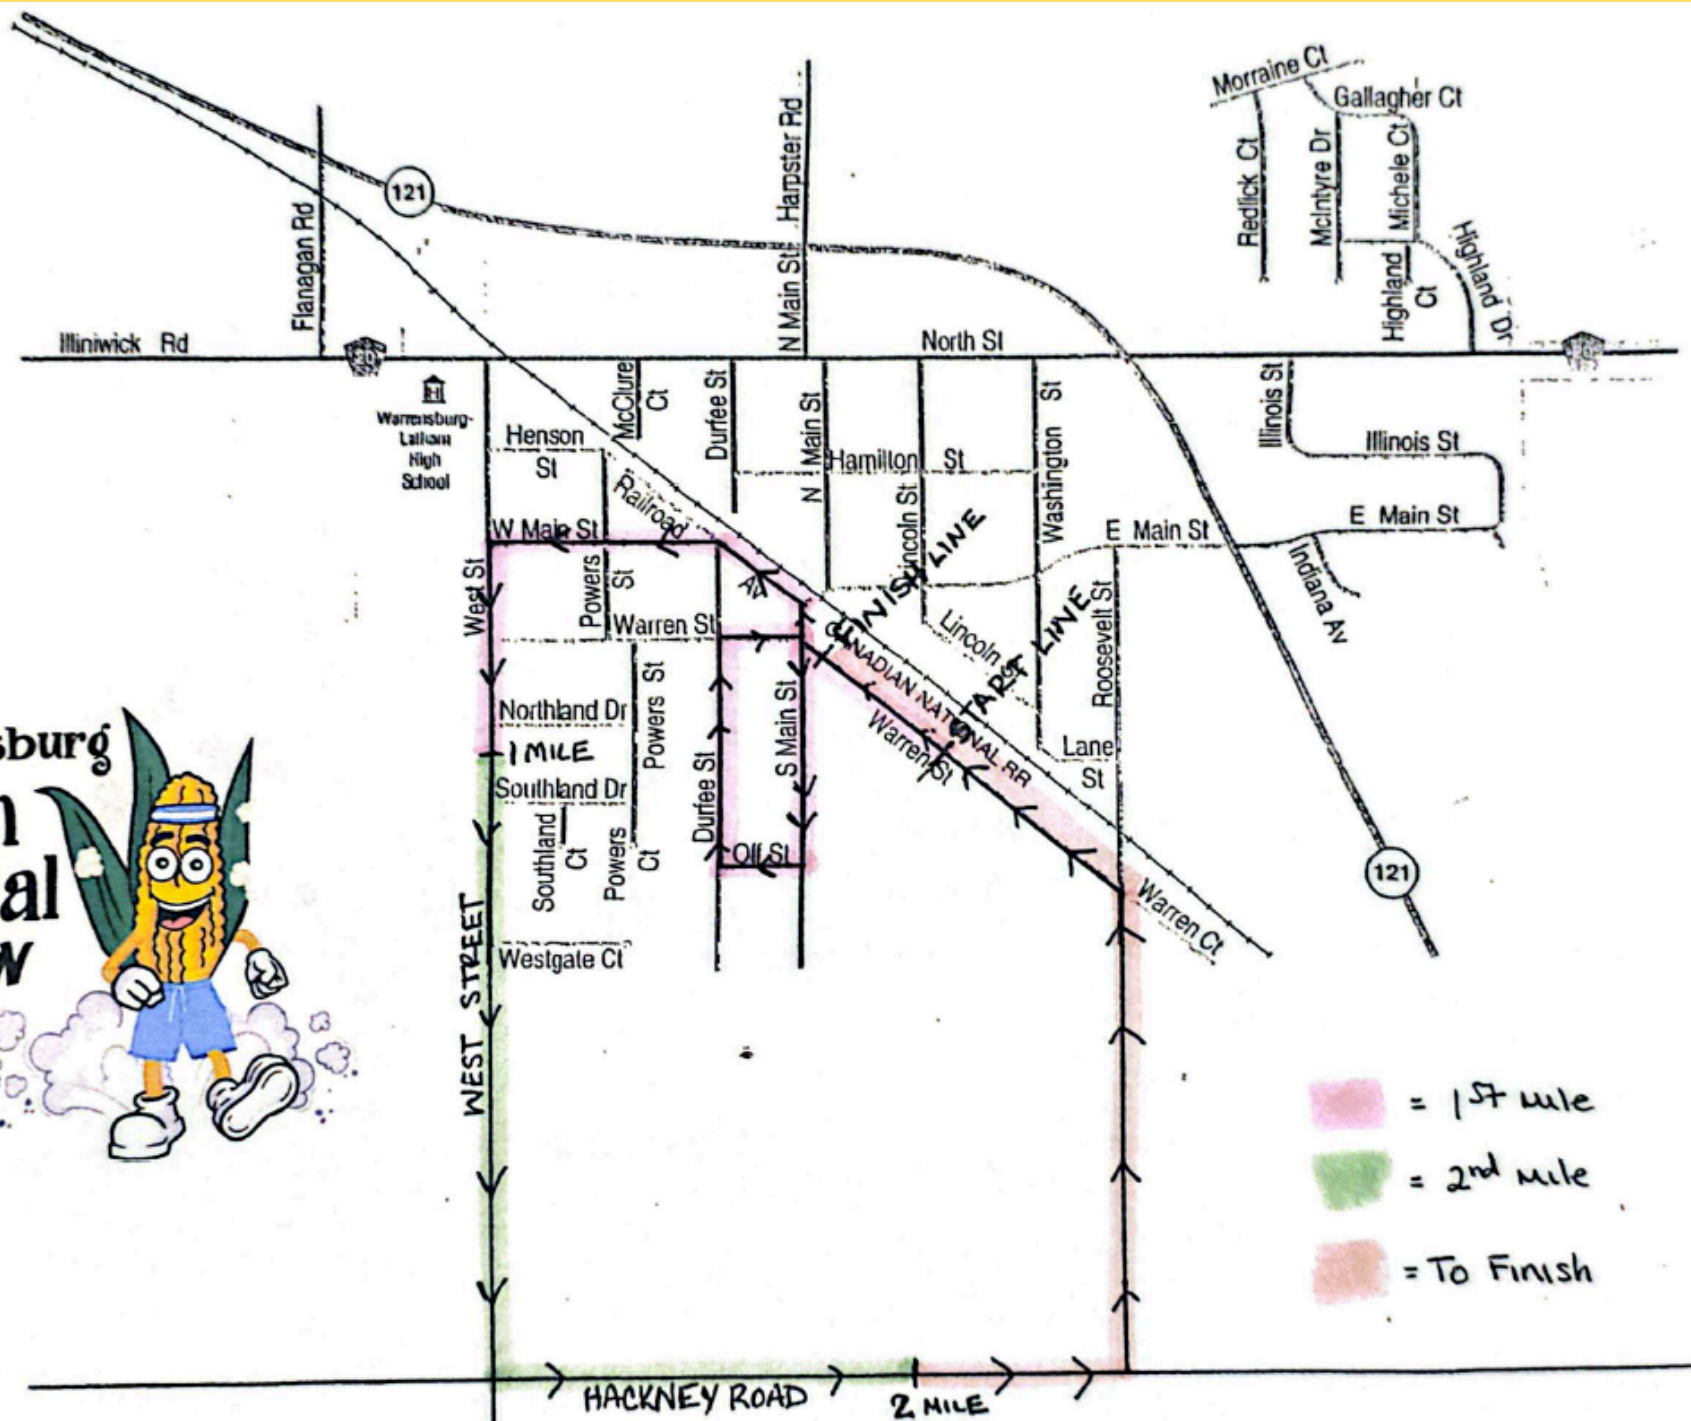 Morraine Ct
Gallagher Ct
Redlick Ct
McIntyre Dr
Michele Ct
Highland Ct
Highland Dr
121
Flanagan Rd
N Main St
Harpster Rd
Illiniwick Rd
North St
Warrensburg-
Latham
High
School
H
McClure
Ct
Durfee St
N Main St
Washington St
Illinois St
Illinois St
Henson
St
Hamilton St
Railroad
Av
Lincoln St
W Main St
E Main St
E Main St
Indiana Av
West St
Powers
St
Warren St
FINISH LINE
START LINE
Lincoln St
Roosevelt St
CANADIAN NATIONAL RR
Northland Dr
Powers St
S Main St
Warren St
Lane
St
1 MILE
Southland Dr
Durfee St
Southland
Ct
Powers
Ct
Olf St
121
Warren Ct
Westgate Ct
WEST STREET
sburg
n
al
w
= 1st mile
= 2nd mile
= To Finish
HACKNEY ROAD
2 MILE